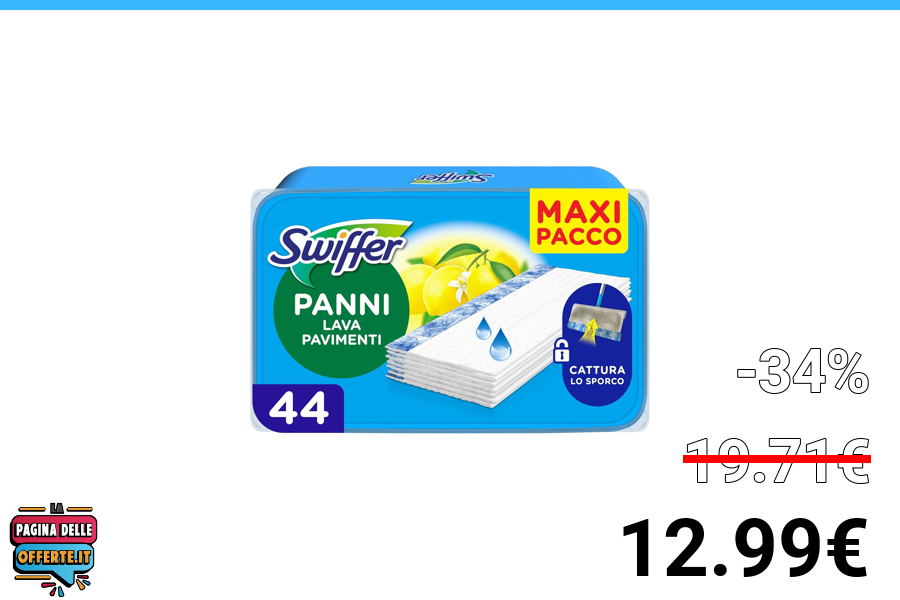 Swiffer
MAXI
PACCO
Swiffer
PANNI
LAVA
PAVIMENTI
CATTURA
LO SPORCO
44
-34%
19.71€
12.99€
LA
PAGINA DELLE
OFFERTE.IT